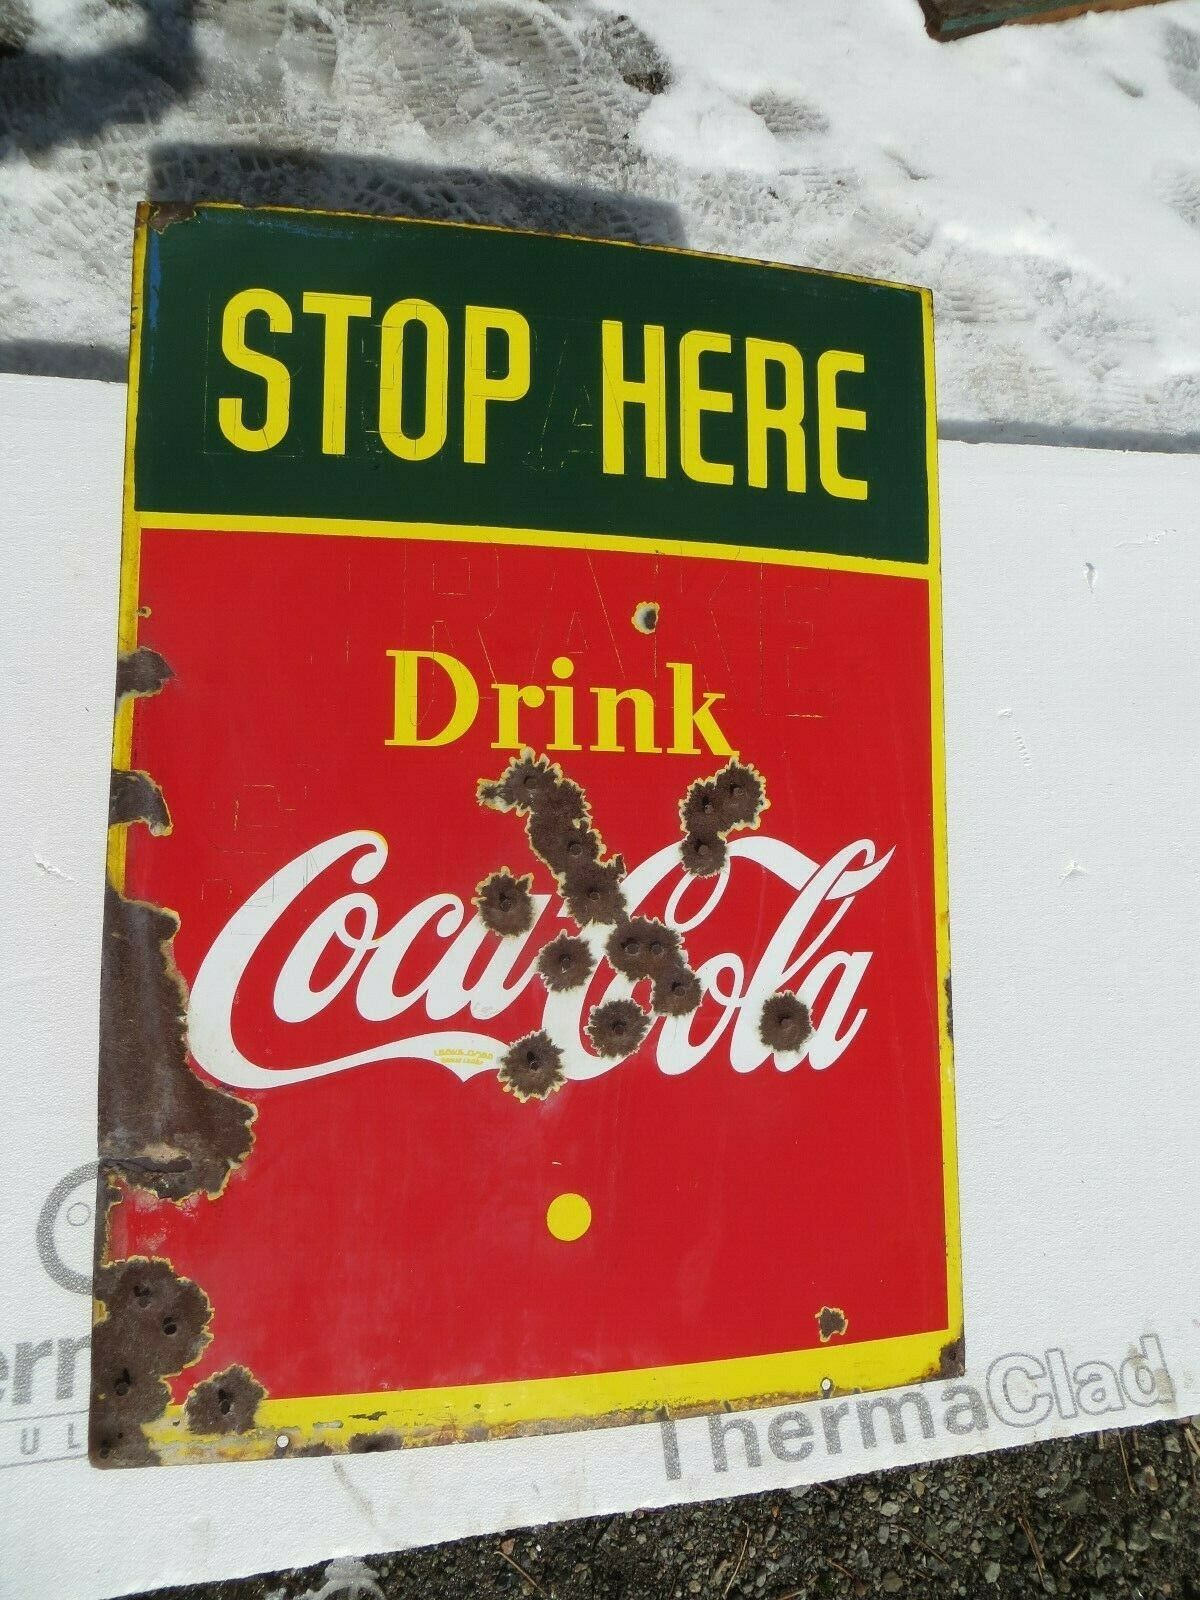 STOP HERE
Drink
Coca-Cola
ThermaClad